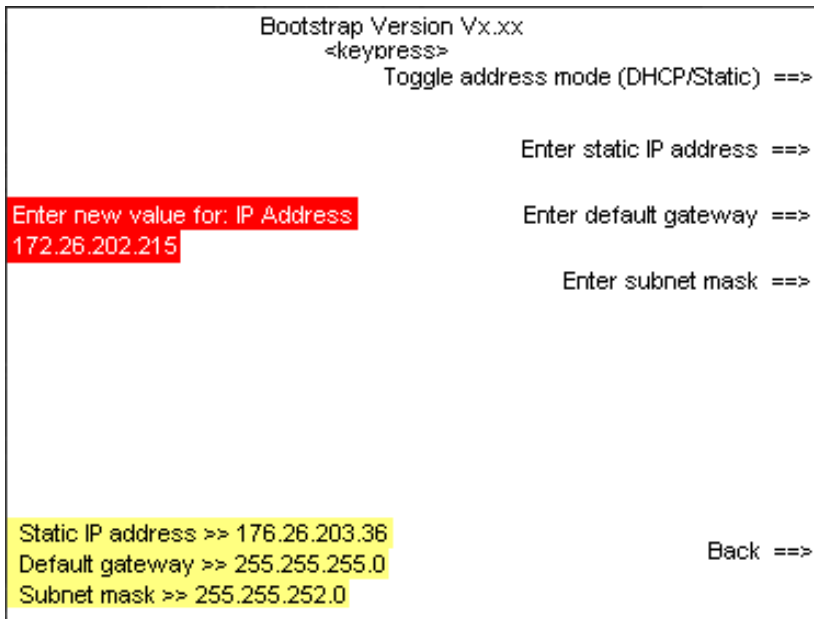 Bootstrap Version Vx.xx
<keypress>
Toggle address mode (DHCP/Static) ==>
Enter static IP address ==>
Enter new value for: IP Address
172.26.202.215
Enter default gateway ==>
Enter subnet mask ==>
Static IP address >> 176.26.203.36
Default gateway >> 255.255.255.0
Subnet mask >> 255.255.252.0
Back ==>